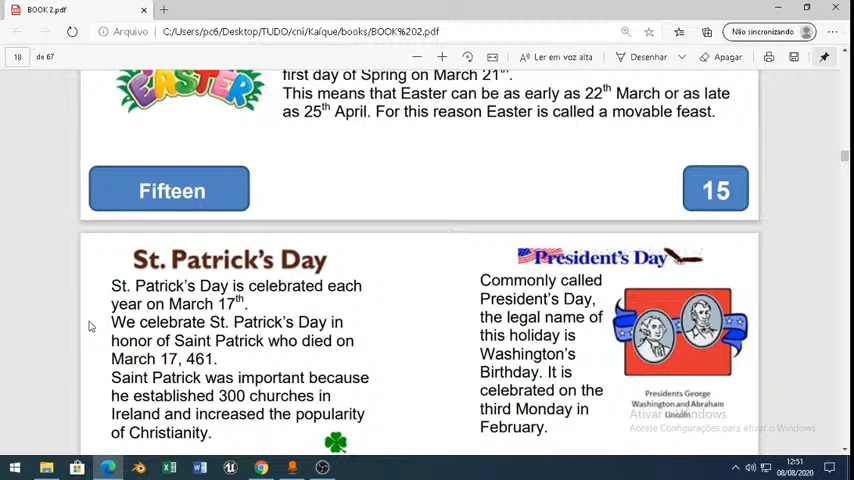 BOOK 2.pdf
Arquivo
C:/Users/pc6/Desktop/TUDO/cni/Kaíque/books/BOOK%202.pdf
Não sincronizando
18
de 67
Ler em voz alta
Desenhar
Apagar
EASTER
first day of Spring on March 21st.
This means that Easter can be as early as 22th March or as late
as 25th April. For this reason Easter is called a movable feast.
Fifteen
15
St. Patrick's Day
St. Patrick's Day is celebrated each
year on March 17th.
We celebrate St. Patrick's Day in
honor of Saint Patrick who died on
March 17, 461.
Saint Patrick was important because
he established 300 churches in
Ireland and increased the popularity
of Christianity.
President's Day
Commonly called
President's Day,
the legal name of
this holiday is
Washington's
Birthday. It is
celebrated on the
third Monday in
February.
Presidents George
Washington and Abraham
Lincoln
Ativar o Windows
Acesse Configurações para ativar o Windows
12:51
08/08/2020